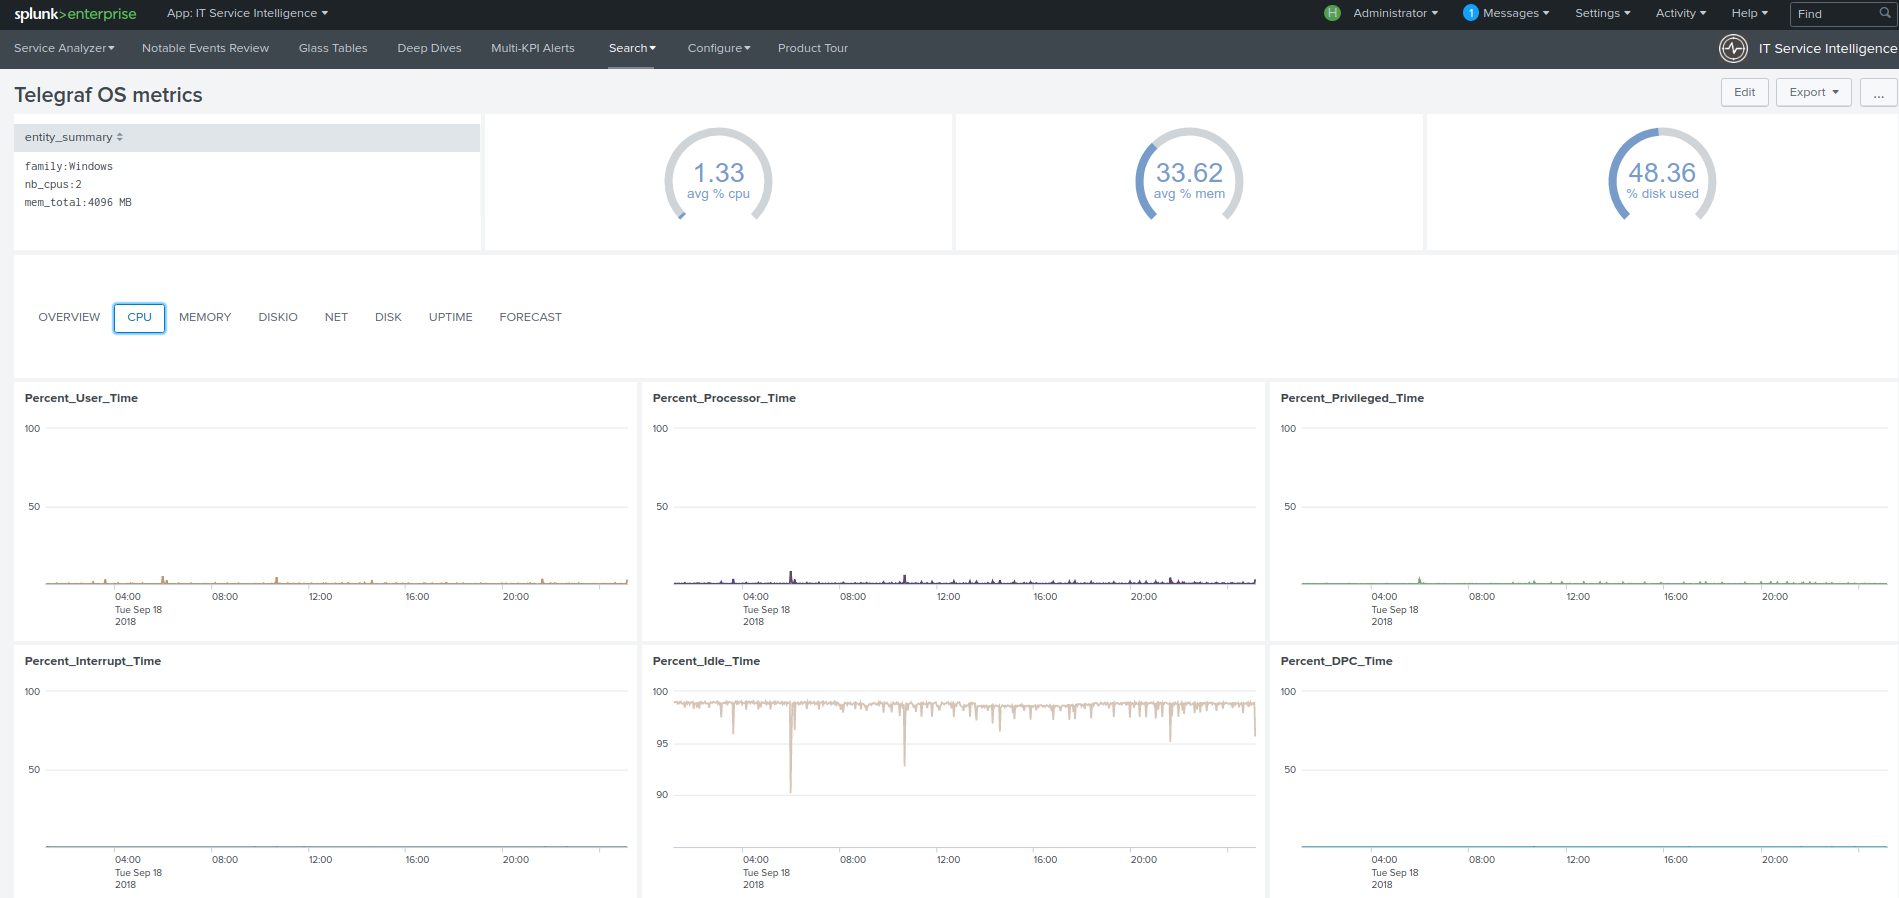 splunk>enterprise App: IT Service Intelligence H Administrator 1 Messages Settings Activity Help Find
Service Analyzer Notable Events Review Glass Tables Deep Dives Multi-KPI Alerts Search Configure Product Tour IT Service Intelligence
Telegraf OS metrics Edit Export ...
entity_summary
family:Windows
nb_cpus:2
mem_total:4096 MB
1.33
avg % cpu
33.62
avg % mem
48.36
% disk used
OVERVIEW CPU MEMORY DISKIO NET DISK UPTIME FORECAST
Percent_User_Time
100
50
04:00 08:00 12:00 16:00 20:00
Tue Sep 18
2018
Percent_Processor_Time
100
50
04:00 08:00 12:00 16:00 20:00
Tue Sep 18
2018
Percent_Privileged_Time
100
50
04:00 08:00 12:00 16:00 20:00
Tue Sep 18
2018
Percent_Interrupt_Time
100
50
04:00 08:00 12:00 16:00 20:00
Tue Sep 18
2018
Percent_Idle_Time
100
95
90
04:00 08:00 12:00 16:00 20:00
Tue Sep 18
2018
Percent_DPC_Time
100
50
04:00 08:00 12:00 16:00 20:00
Tue Sep 18
2018